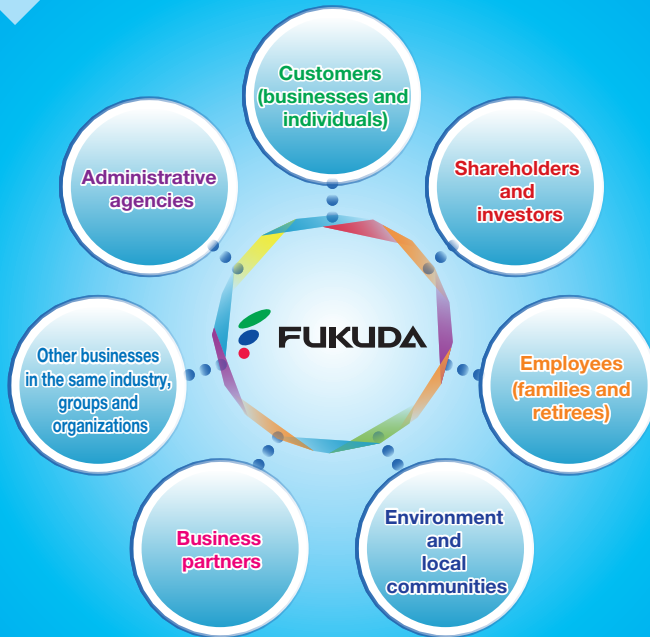 Customers
(businesses and
individuals)
Shareholders
and
investors
Employees
(families and
retirees)
Environment
and
local
communities
Business
partners
Other businesses
in the same industry,
groups and
organizations
Administrative
agencies
FUKUDA